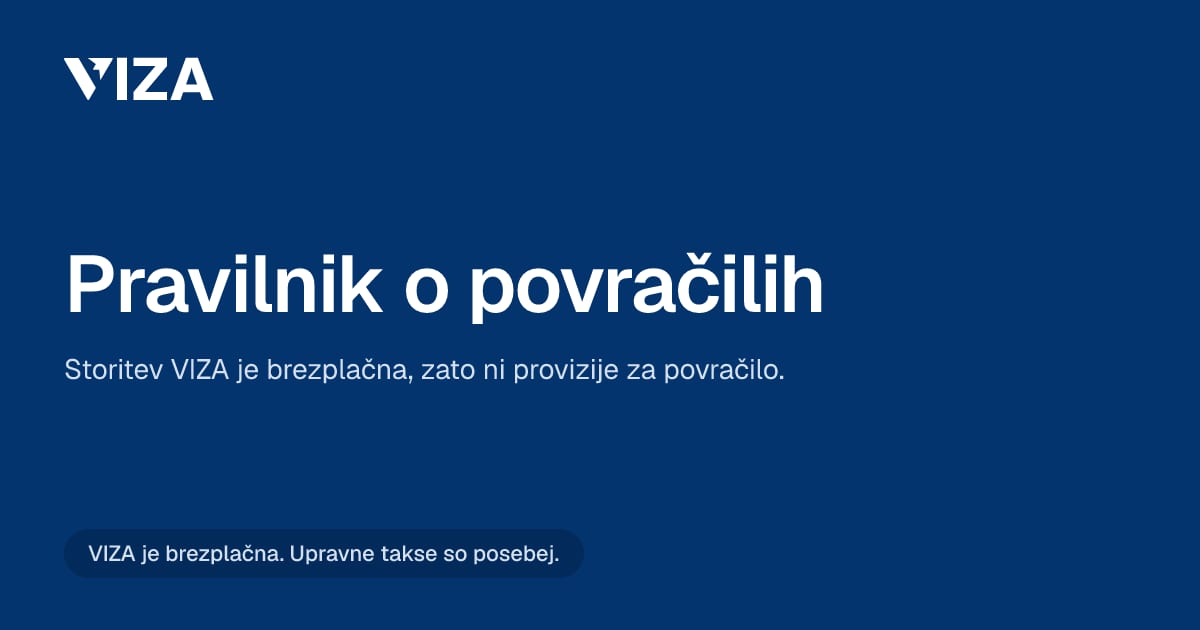 VIZA
Pravilnik o povračilih
Storitev VIZA je brezplačna, zato ni provizije za povračilo.
VIZA je brezplačna. Upravne takse so posebej.